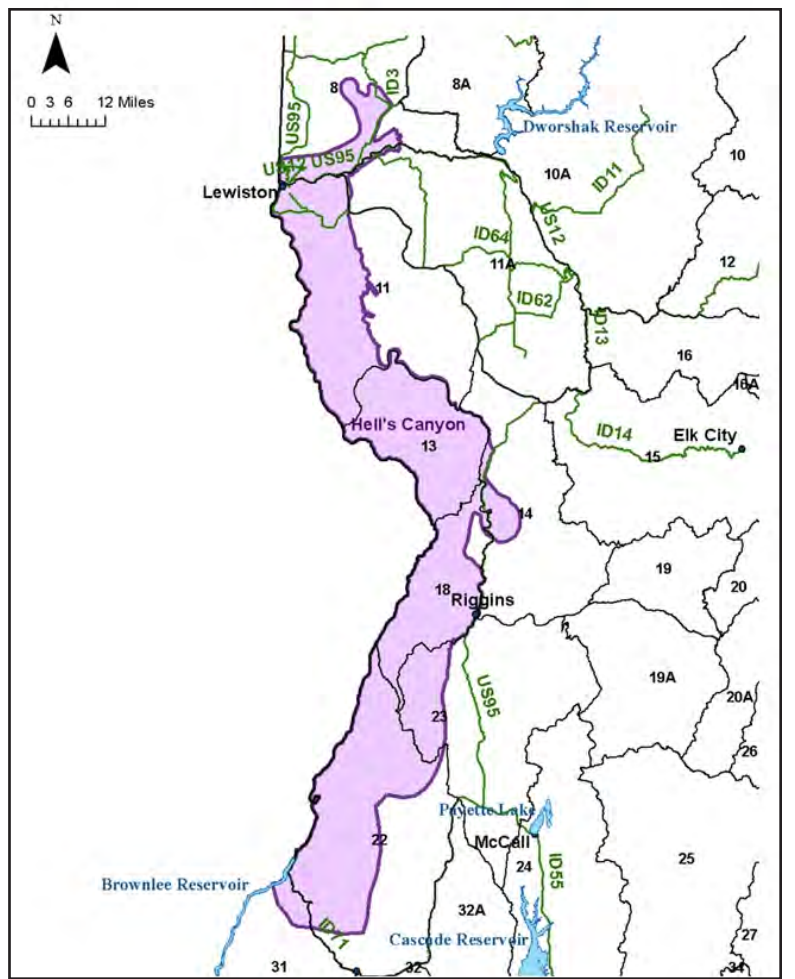 N
0 3 6 12 Miles
8
ID3
8A
US95
Dworshak Reservoir
US12
US95
10A
ID11
10
Lewiston
US12
ID64
11A
12
11
ID62
ID13
16
16A
Hell's Canyon
13
ID14
Elk City
15
14
19
20
18
Riggins
19A
20A
US95
23
26
Payette Lake
McCall
22
24
ID55
25
Brownlee Reservoir
32A
ID71
Cascade Reservoir
27
31
32
34